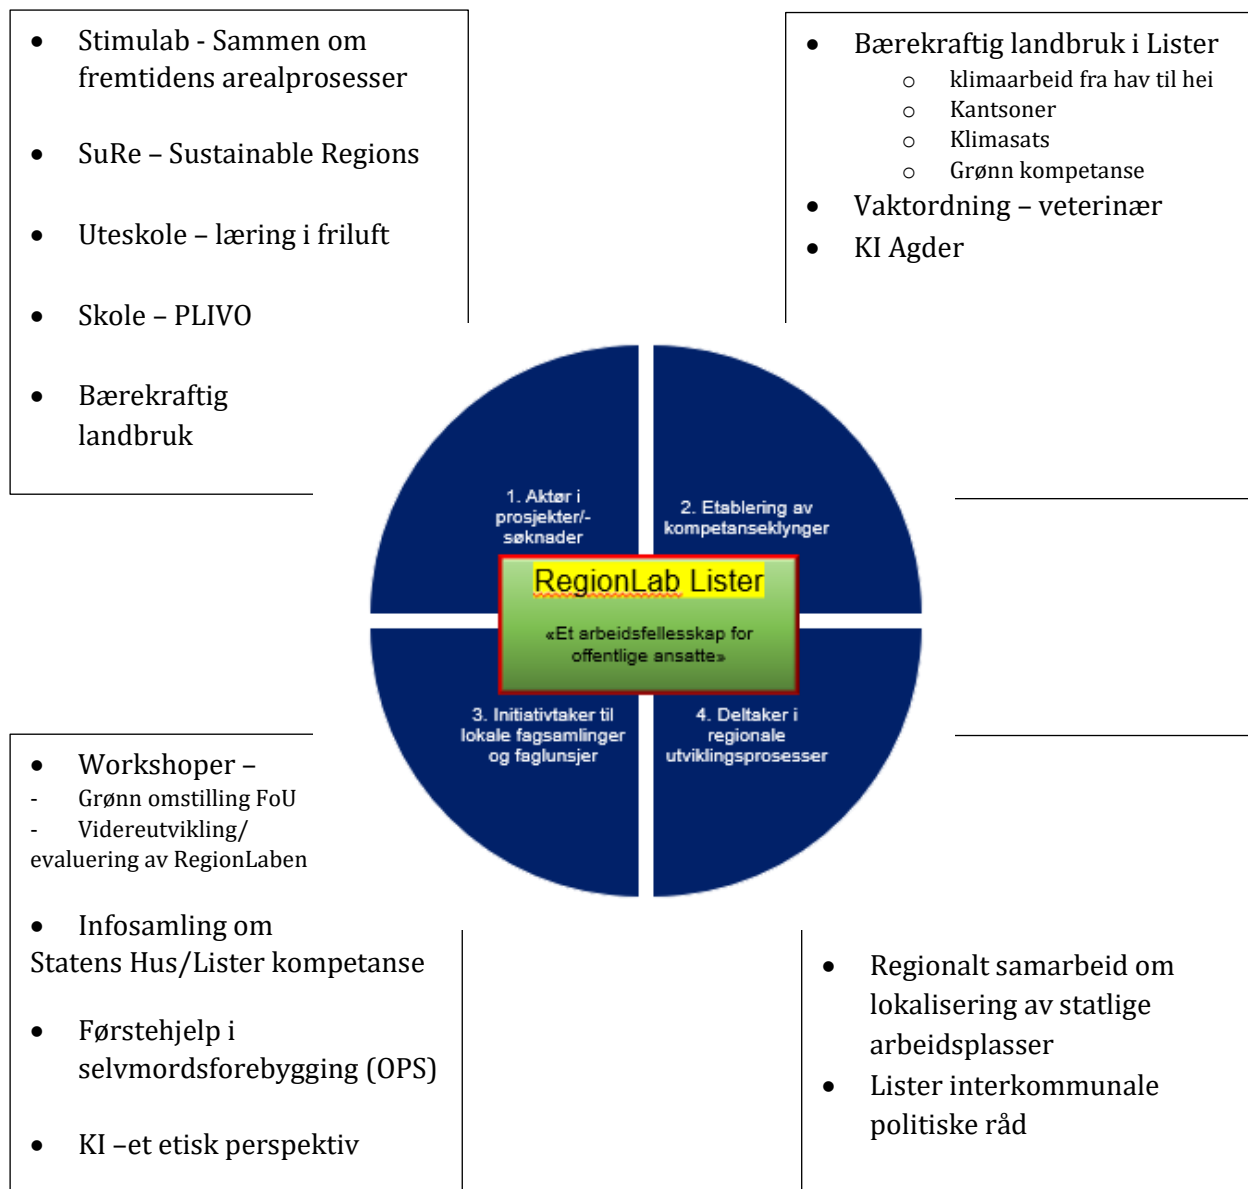 • Stimulab - Sammen om
fremtidens arealprosesser
• SuRe – Sustainable Regions
• Uteskole – læring i friluft
• Skole – PLIVO
• Bærekraftig
landbruk
• Bærekraftig landbruk i Lister
o klimaarbeid fra hav til hei
o Kantsoner
o Klimasats
o Grønn kompetanse
• Vaktordning – veterinær
• KI Agder
1. Aktør i
prosjekter/-
søknader
2. Etablering av
kompetanseklynger
RegionLab Lister
«Et arbeidsfellesskap for
offentlige ansatte»
3. Initiativtaker til
lokale fagsamlinger
og faglunsjer
4. Deltaker i
regionale
utviklingsprosesser
• Workshoper –
- Grønn omstilling FoU
- Videreutvikling/
evaluering av RegionLaben
• Infosamling om
Statens Hus/Lister kompetanse
• Førstehjelp i
selvmordsforebygging (OPS)
• KI –et etisk perspektiv
• Regionalt samarbeid om
lokalisering av statlige
arbeidsplasser
• Lister interkommunale
politiske råd